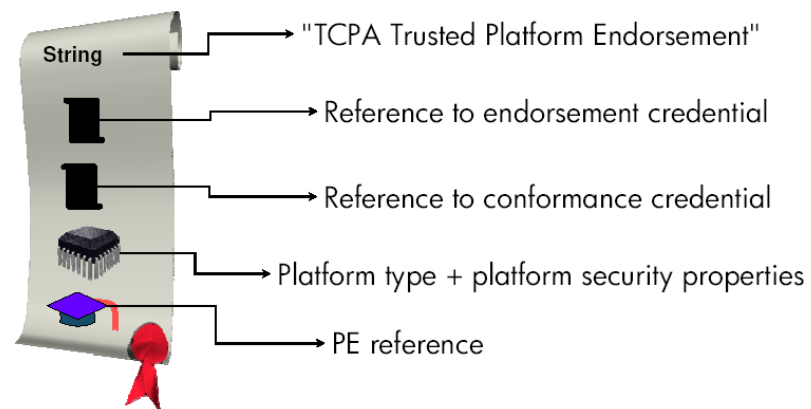 String
"TCPA Trusted Platform Endorsement"
Reference to endorsement credential
Reference to conformance credential
Platform type + platform security properties
PE reference